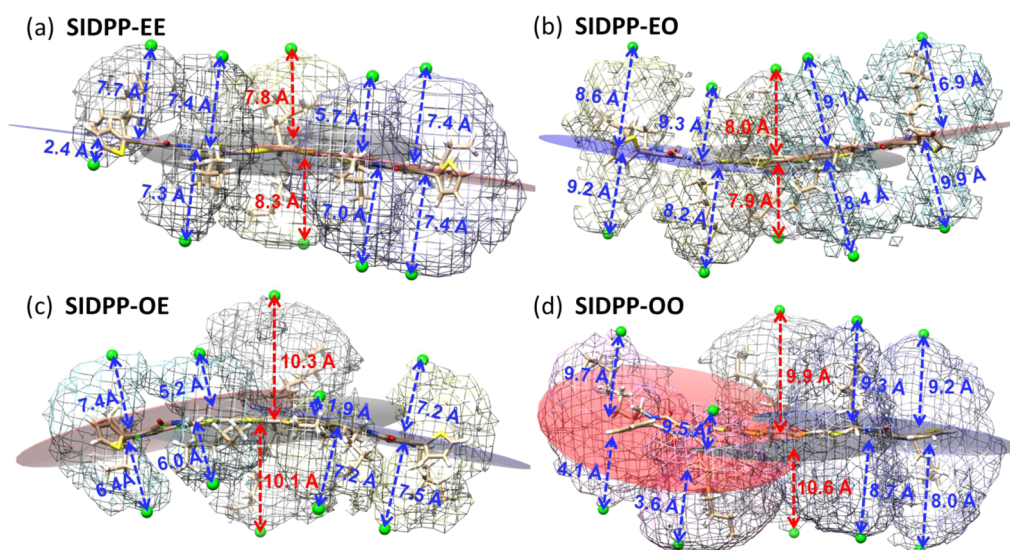 (a) SIDPP-EE
7.7 Å
7.4 Å
7.8 Å
5.7 Å
7.4 Å
2.4 Å
7.3 Å
8.3 Å
7.0 Å
7.4 Å
(b) SIDPP-EO
8.6 Å
9.3 Å
8.0 Å
9.1 Å
6.9 Å
9.2 Å
8.2 Å
7.9 Å
8.4 Å
9.9 Å
(c) SIDPP-OE
7.4 Å
5.2 Å
10.3 Å
1.9 Å
7.2 Å
6.4 Å
6.0 Å
10.1 Å
7.2 Å
7.5 Å
(d) SIDPP-OO
9.7 Å
9.5 Å
9.9 Å
9.3 Å
9.2 Å
4.1 Å
3.6 Å
10.6 Å
8.7 Å
8.0 Å